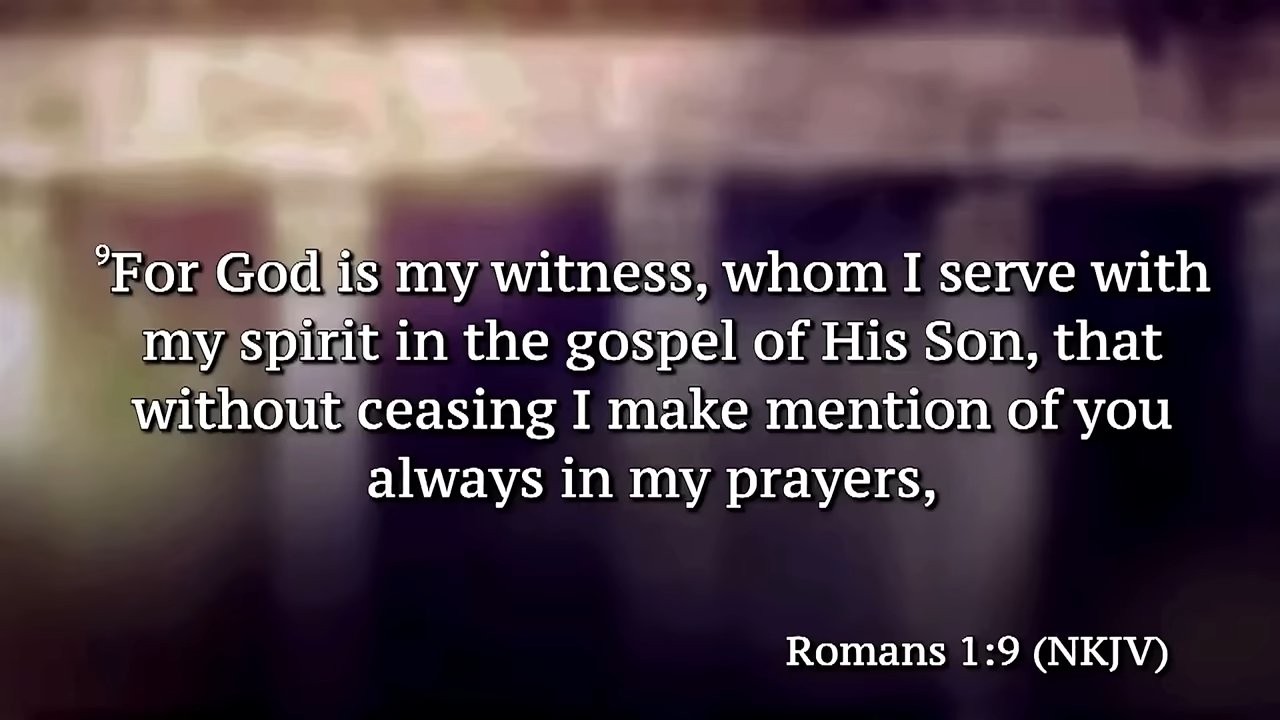 ⁹For God is my witness, whom I serve with
my spirit in the gospel of His Son, that
without ceasing I make mention of you
always in my prayers,
Romans 1:9 (NKJV)